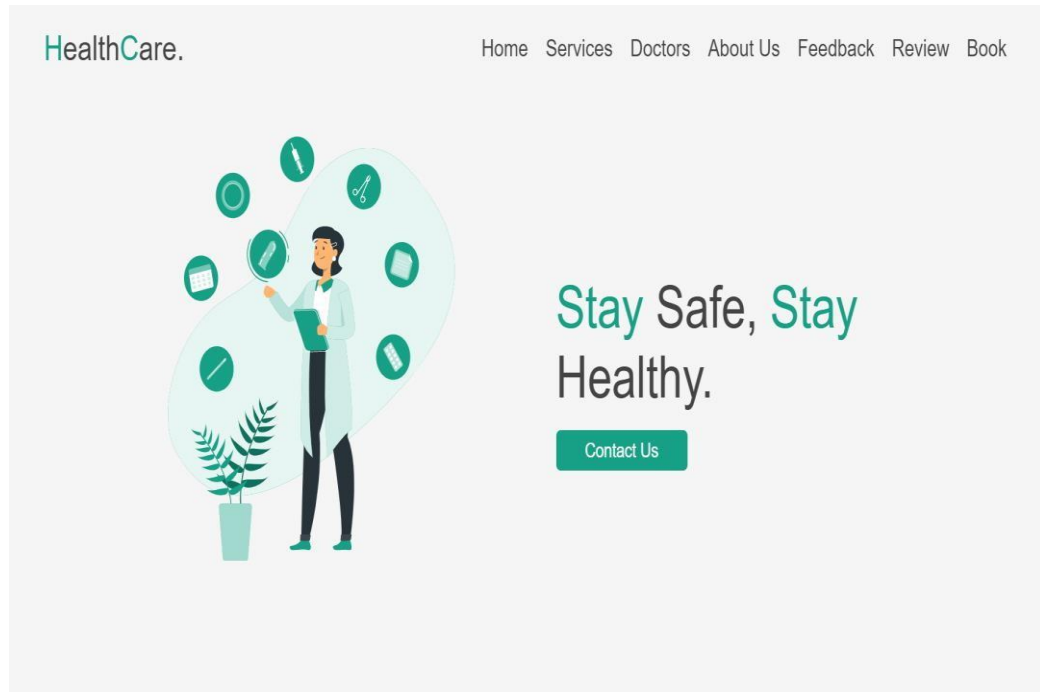 HealthCare.
Home Services Doctors About Us Feedback Review Book
Stay Safe, Stay
Healthy.
Contact Us